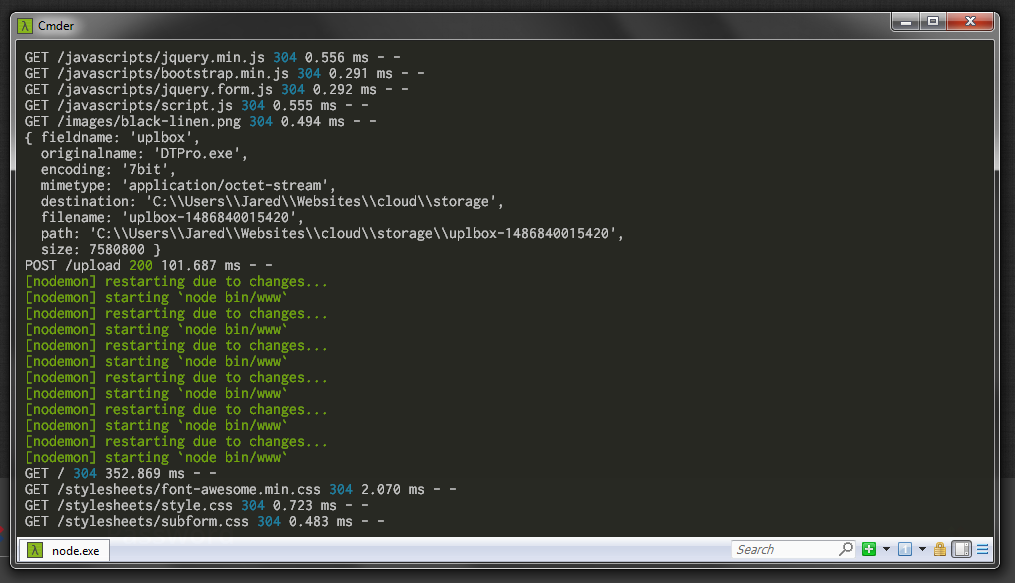 λ Cmder
GET /javascripts/jquery.min.js 304 0.556 ms - -
GET /javascripts/bootstrap.min.js 304 0.291 ms - -
GET /javascripts/jquery.form.js 304 0.292 ms - -
GET /javascripts/script.js 304 0.555 ms - -
GET /images/black-linen.png 304 0.494 ms - -
{ fieldname: 'uplbox',
  originalname: 'DTPro.exe',
  encoding: '7bit',
  mimetype: 'application/octet-stream',
  destination: 'C:\\Users\\Jared\\Websites\\cloud\\storage',
  filename: 'uplbox-1486840015420',
  path: 'C:\\Users\\Jared\\Websites\\cloud\\storage\\uplbox-1486840015420',
  size: 7580800 }
POST /upload 200 101.687 ms - -
[nodemon] restarting due to changes...
[nodemon] starting `node bin/www`
[nodemon] restarting due to changes...
[nodemon] starting `node bin/www`
[nodemon] restarting due to changes...
[nodemon] starting `node bin/www`
[nodemon] restarting due to changes...
[nodemon] starting `node bin/www`
[nodemon] restarting due to changes...
[nodemon] starting `node bin/www`
[nodemon] restarting due to changes...
[nodemon] starting `node bin/www`
GET / 304 352.869 ms - -
GET /stylesheets/font-awesome.min.css 304 2.070 ms - -
GET /stylesheets/style.css 304 0.723 ms - -
GET /stylesheets/subform.css 304 0.483 ms - -
λ node.exe
Search